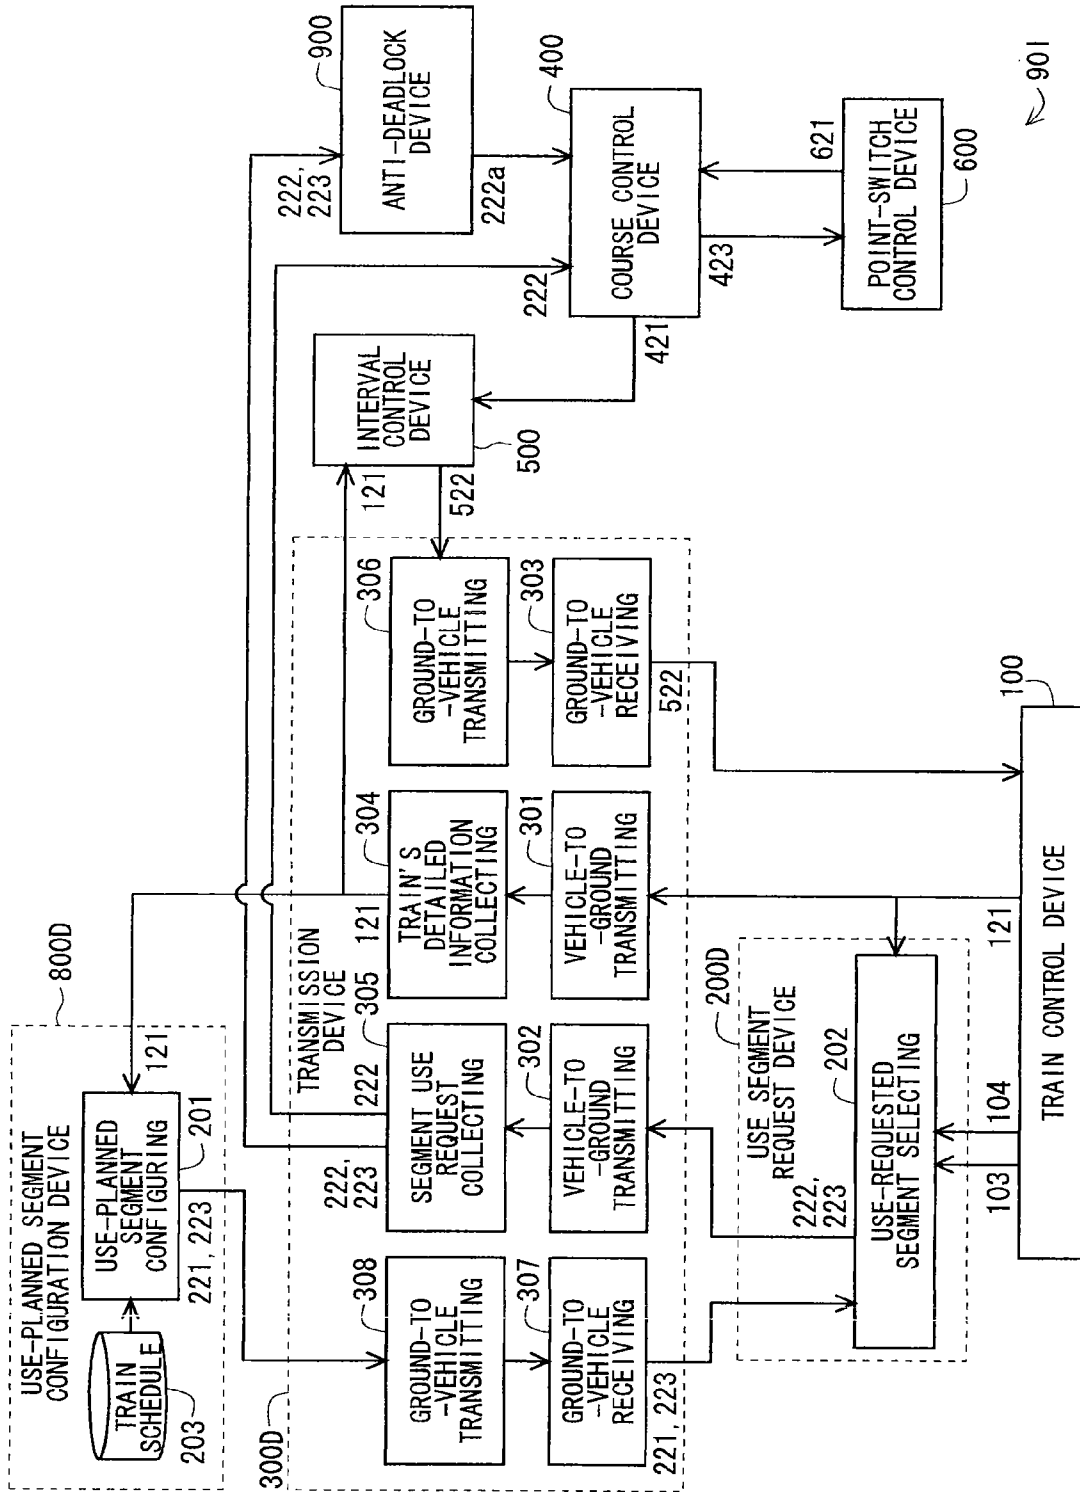 USE-PLANNED SEGMENT
CONFIGURATION DEVICE
800D
TRAIN
SCHEDULE
203
USE-PLANNED
SEGMENT
CONFIGURING
201
121
221, 223
300D
TRANSMISSION
DEVICE
GROUND-TO
-VEHICLE
TRANSMITTING
308
GROUND-TO
-VEHICLE
RECEIVING
307
221, 223
222,
223
222
SEGMENT USE
REQUEST
COLLECTING
305
VEHICLE-TO
-GROUND
TRANSMITTING
302
121
TRAIN'S
DETAILED
INFORMATION
COLLECTING
304
VEHICLE-TO
-GROUND
TRANSMITTING
301
GROUND-TO
-VEHICLE
TRANSMITTING
306
GROUND-TO
-VEHICLE
RECEIVING
303
522
USE SEGMENT
REQUEST DEVICE
200D
222,
223
USE-REQUESTED
SEGMENT SELECTING
202
103
104
121
TRAIN CONTROL DEVICE
100
121
522
INTERVAL
CONTROL
DEVICE
500
222,
223
ANTI-DEADLOCK
DEVICE
900
222a
222
COURSE CONTROL
DEVICE
400
421
423
621
POINT-SWITCH
CONTROL DEVICE
600
901